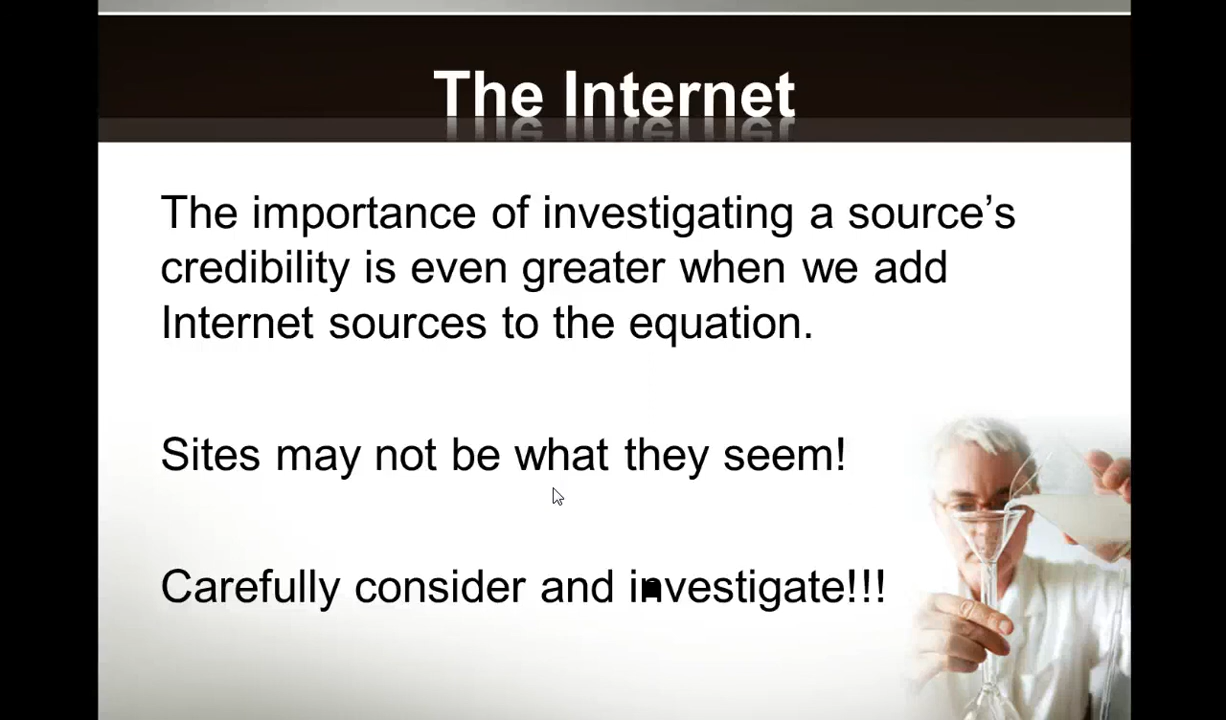 The Internet
The importance of investigating a source’s
credibility is even greater when we add
Internet sources to the equation.
Sites may not be what they seem!
Carefully consider and investigate!!!